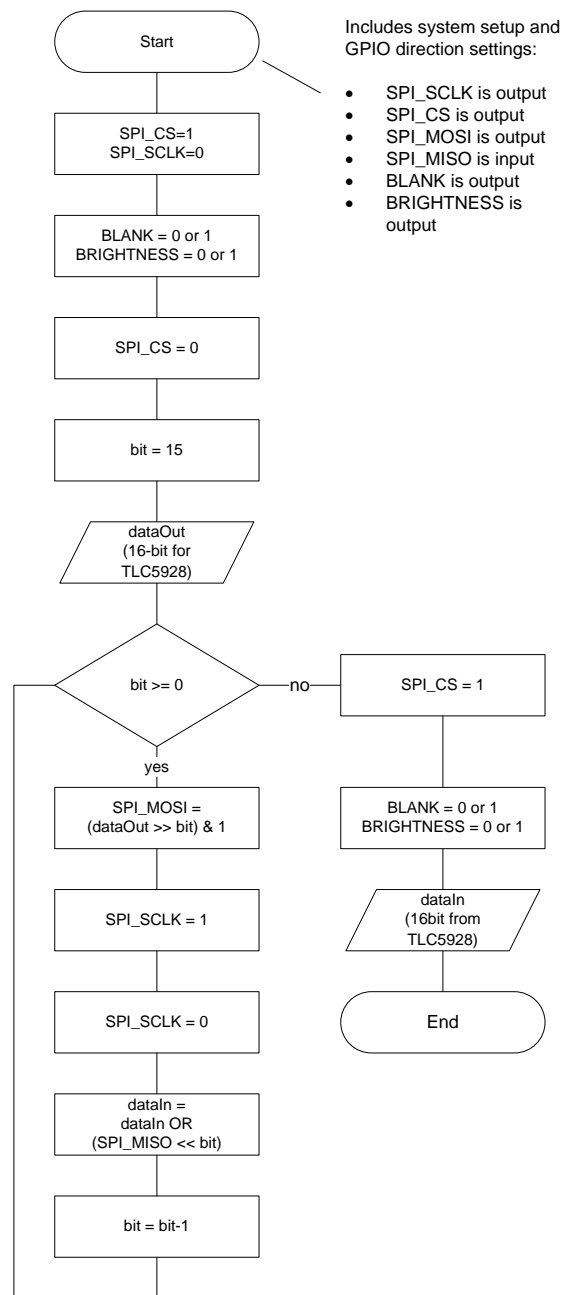 Start
Includes system setup and
GPIO direction settings:
• SPI_SCLK is output
• SPI_CS is output
• SPI_MOSI is output
• SPI_MISO is input
• BLANK is output
• BRIGHTNESS is
output
SPI_CS=1
SPI_SCLK=0
BLANK = 0 or 1
BRIGHTNESS = 0 or 1
SPI_CS = 0
bit = 15
dataOut
(16-bit for
TLC5928)
bit >= 0
no
SPI_CS = 1
yes
SPI_MOSI =
(dataOut >> bit) & 1
BLANK = 0 or 1
BRIGHTNESS = 0 or 1
SPI_SCLK = 1
dataIn
(16bit from
TLC5928)
SPI_SCLK = 0
End
dataIn =
dataIn OR
(SPI_MISO << bit)
bit = bit-1